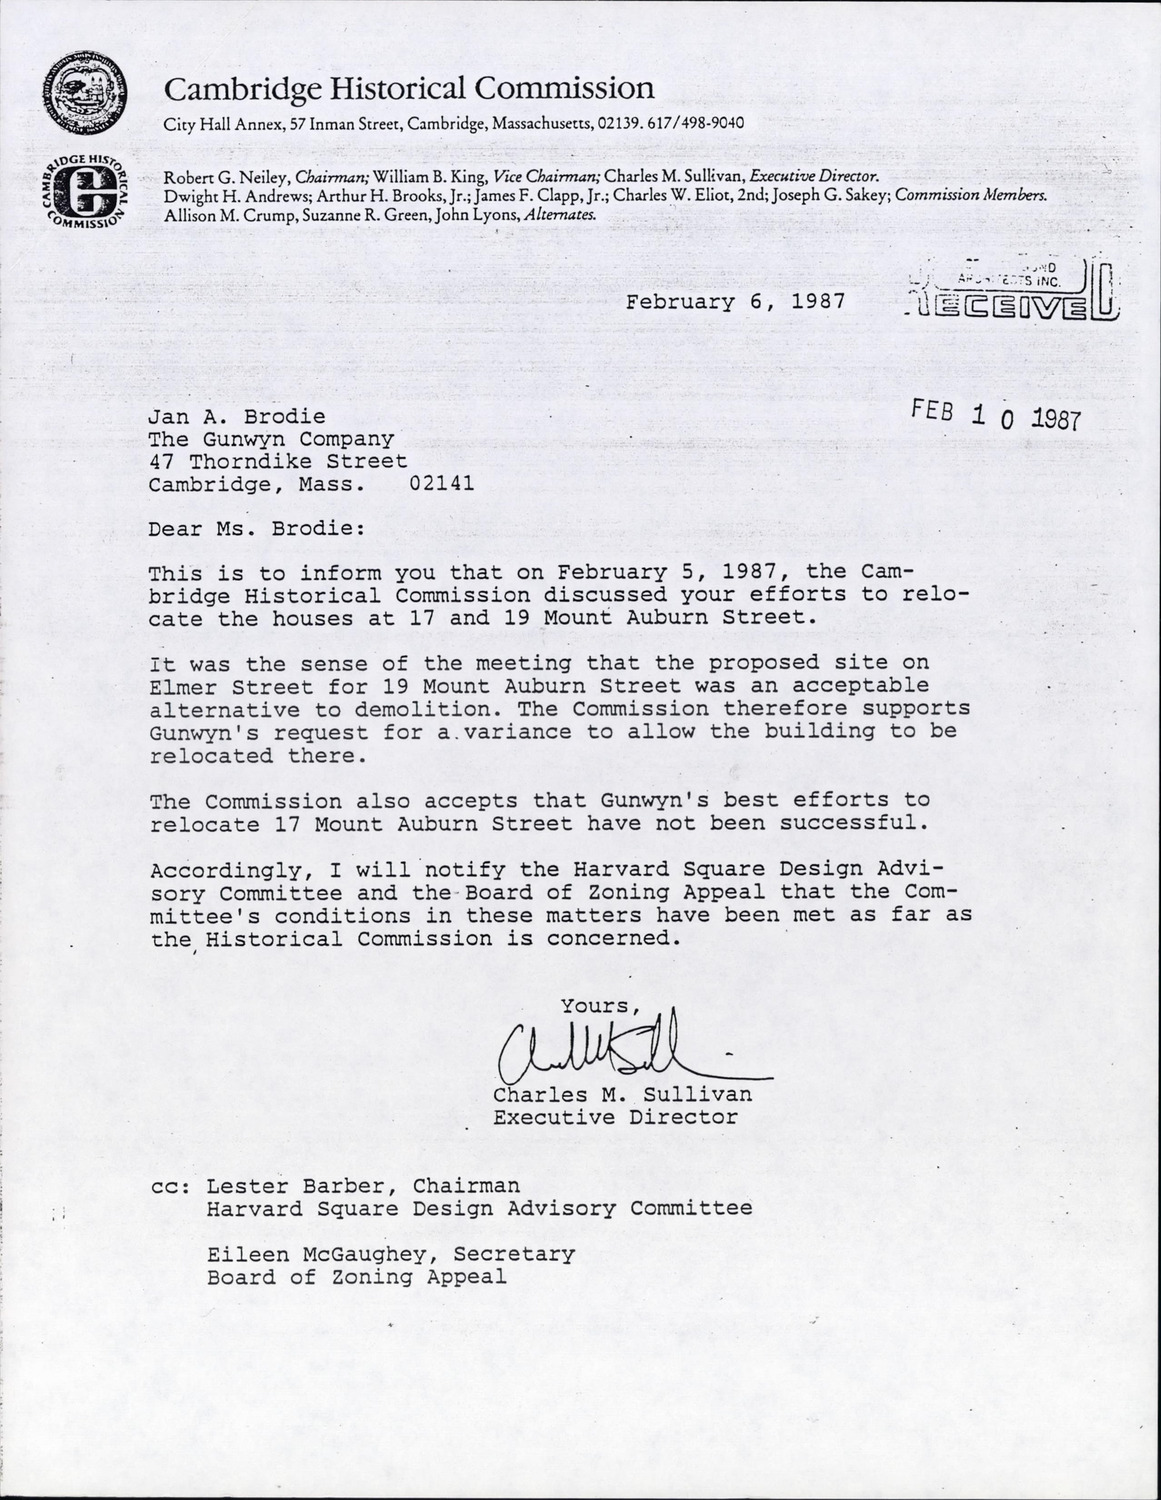 Cambridge Historical Commission
City Hall Annex, 57 Inman Street, Cambridge, Massachusetts, 02139. 617/498-9040
CAMBRIDGE HISTORICAL COMMISSION
Robert G. Neiley, Chairman; William B. King, Vice Chairman; Charles M. Sullivan, Executive Director.
Dwight H. Andrews; Arthur H. Brooks, Jr.; James F. Clapp, Jr.; Charles W. Eliot, 2nd; Joseph G. Sakey; Commission Members.
Allison M. Crump, Suzanne R. Green, John Lyons, Alternates.
INC.
RECEIVED
February 6, 1987
FEB 10 1987
Jan A. Brodie
The Gunwyn Company
47 Thorndike Street
Cambridge, Mass. 02141
Dear Ms. Brodie:
This is to inform you that on February 5, 1987, the Cam-
bridge Historical Commission discussed your efforts to relo-
cate the houses at 17 and 19 Mount Auburn Street.
It was the sense of the meeting that the proposed site on
Elmer Street for 19 Mount Auburn Street was an acceptable
alternative to demolition. The Commission therefore supports
Gunwyn's request for a variance to allow the building to be
relocated there.
The Commission also accepts that Gunwyn's best efforts to
relocate 17 Mount Auburn Street have not been successful.
Accordingly, I will notify the Harvard Square Design Advi-
sory Committee and the Board of Zoning Appeal that the Com-
mittee's conditions in these matters have been met as far as
the Historical Commission is concerned.
Yours,
Charles M. Sullivan
Executive Director
cc: Lester Barber, Chairman
Harvard Square Design Advisory Committee
Eileen McGaughey, Secretary
Board of Zoning Appeal